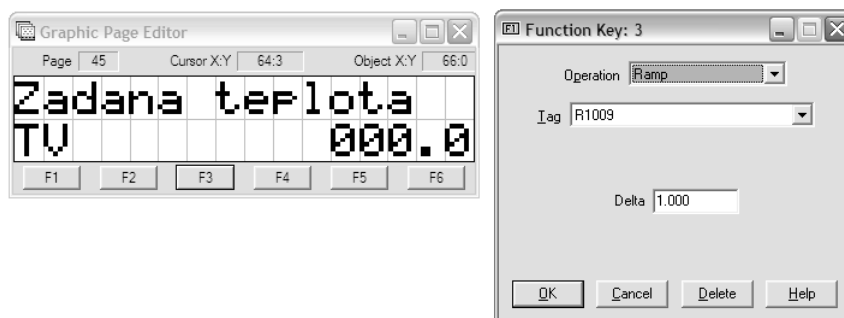 Graphic Page Editor
Page 45 Cursor X:Y 64:3 Object X:Y 66:0
Zadana teplota
TV 000.0
F1 F2 F3 F4 F5 F6
F1 Function Key: 3
Operation Ramp
Tag R1009
Delta 1.000
OK Cancel Delete Help